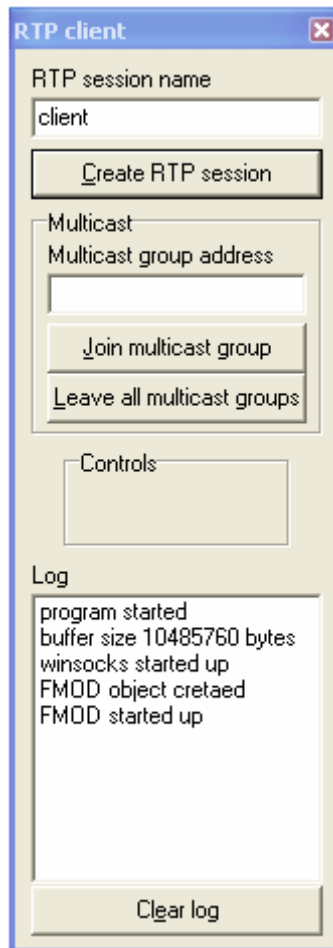 RTP client
RTP session name
client
Create RTP session
Multicast
Multicast group address
Join multicast group
Leave all multicast groups
Controls
Log
program started
buffer size 10485760 bytes
winsocks started up
FMOD object cretaed
FMOD started up
Clear log